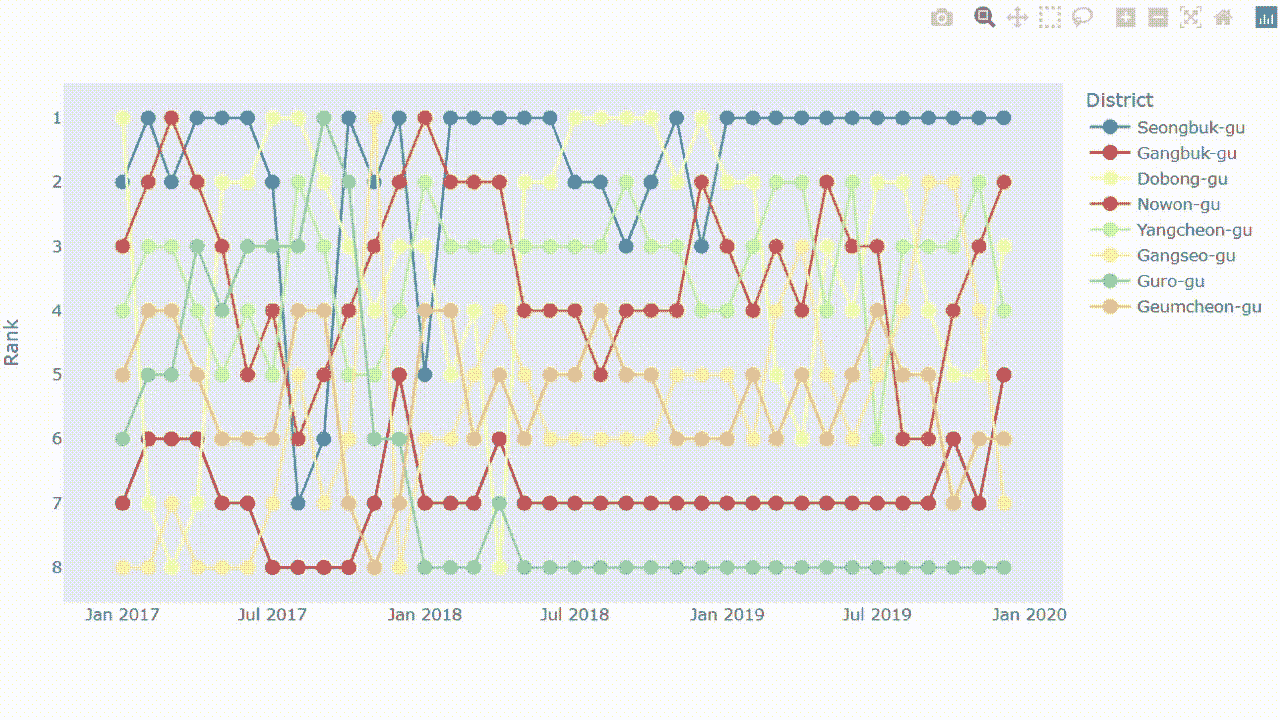 District
1
2
3
4
5
6
7
8
Rank
Seongbuk-gu
Gangbuk-gu
Dobong-gu
Nowon-gu
Yangcheon-gu
Gangseo-gu
Guro-gu
Geumcheon-gu
Jan 2017 Jul 2017 Jan 2018 Jul 2018 Jan 2019 Jul 2019 Jan 2020